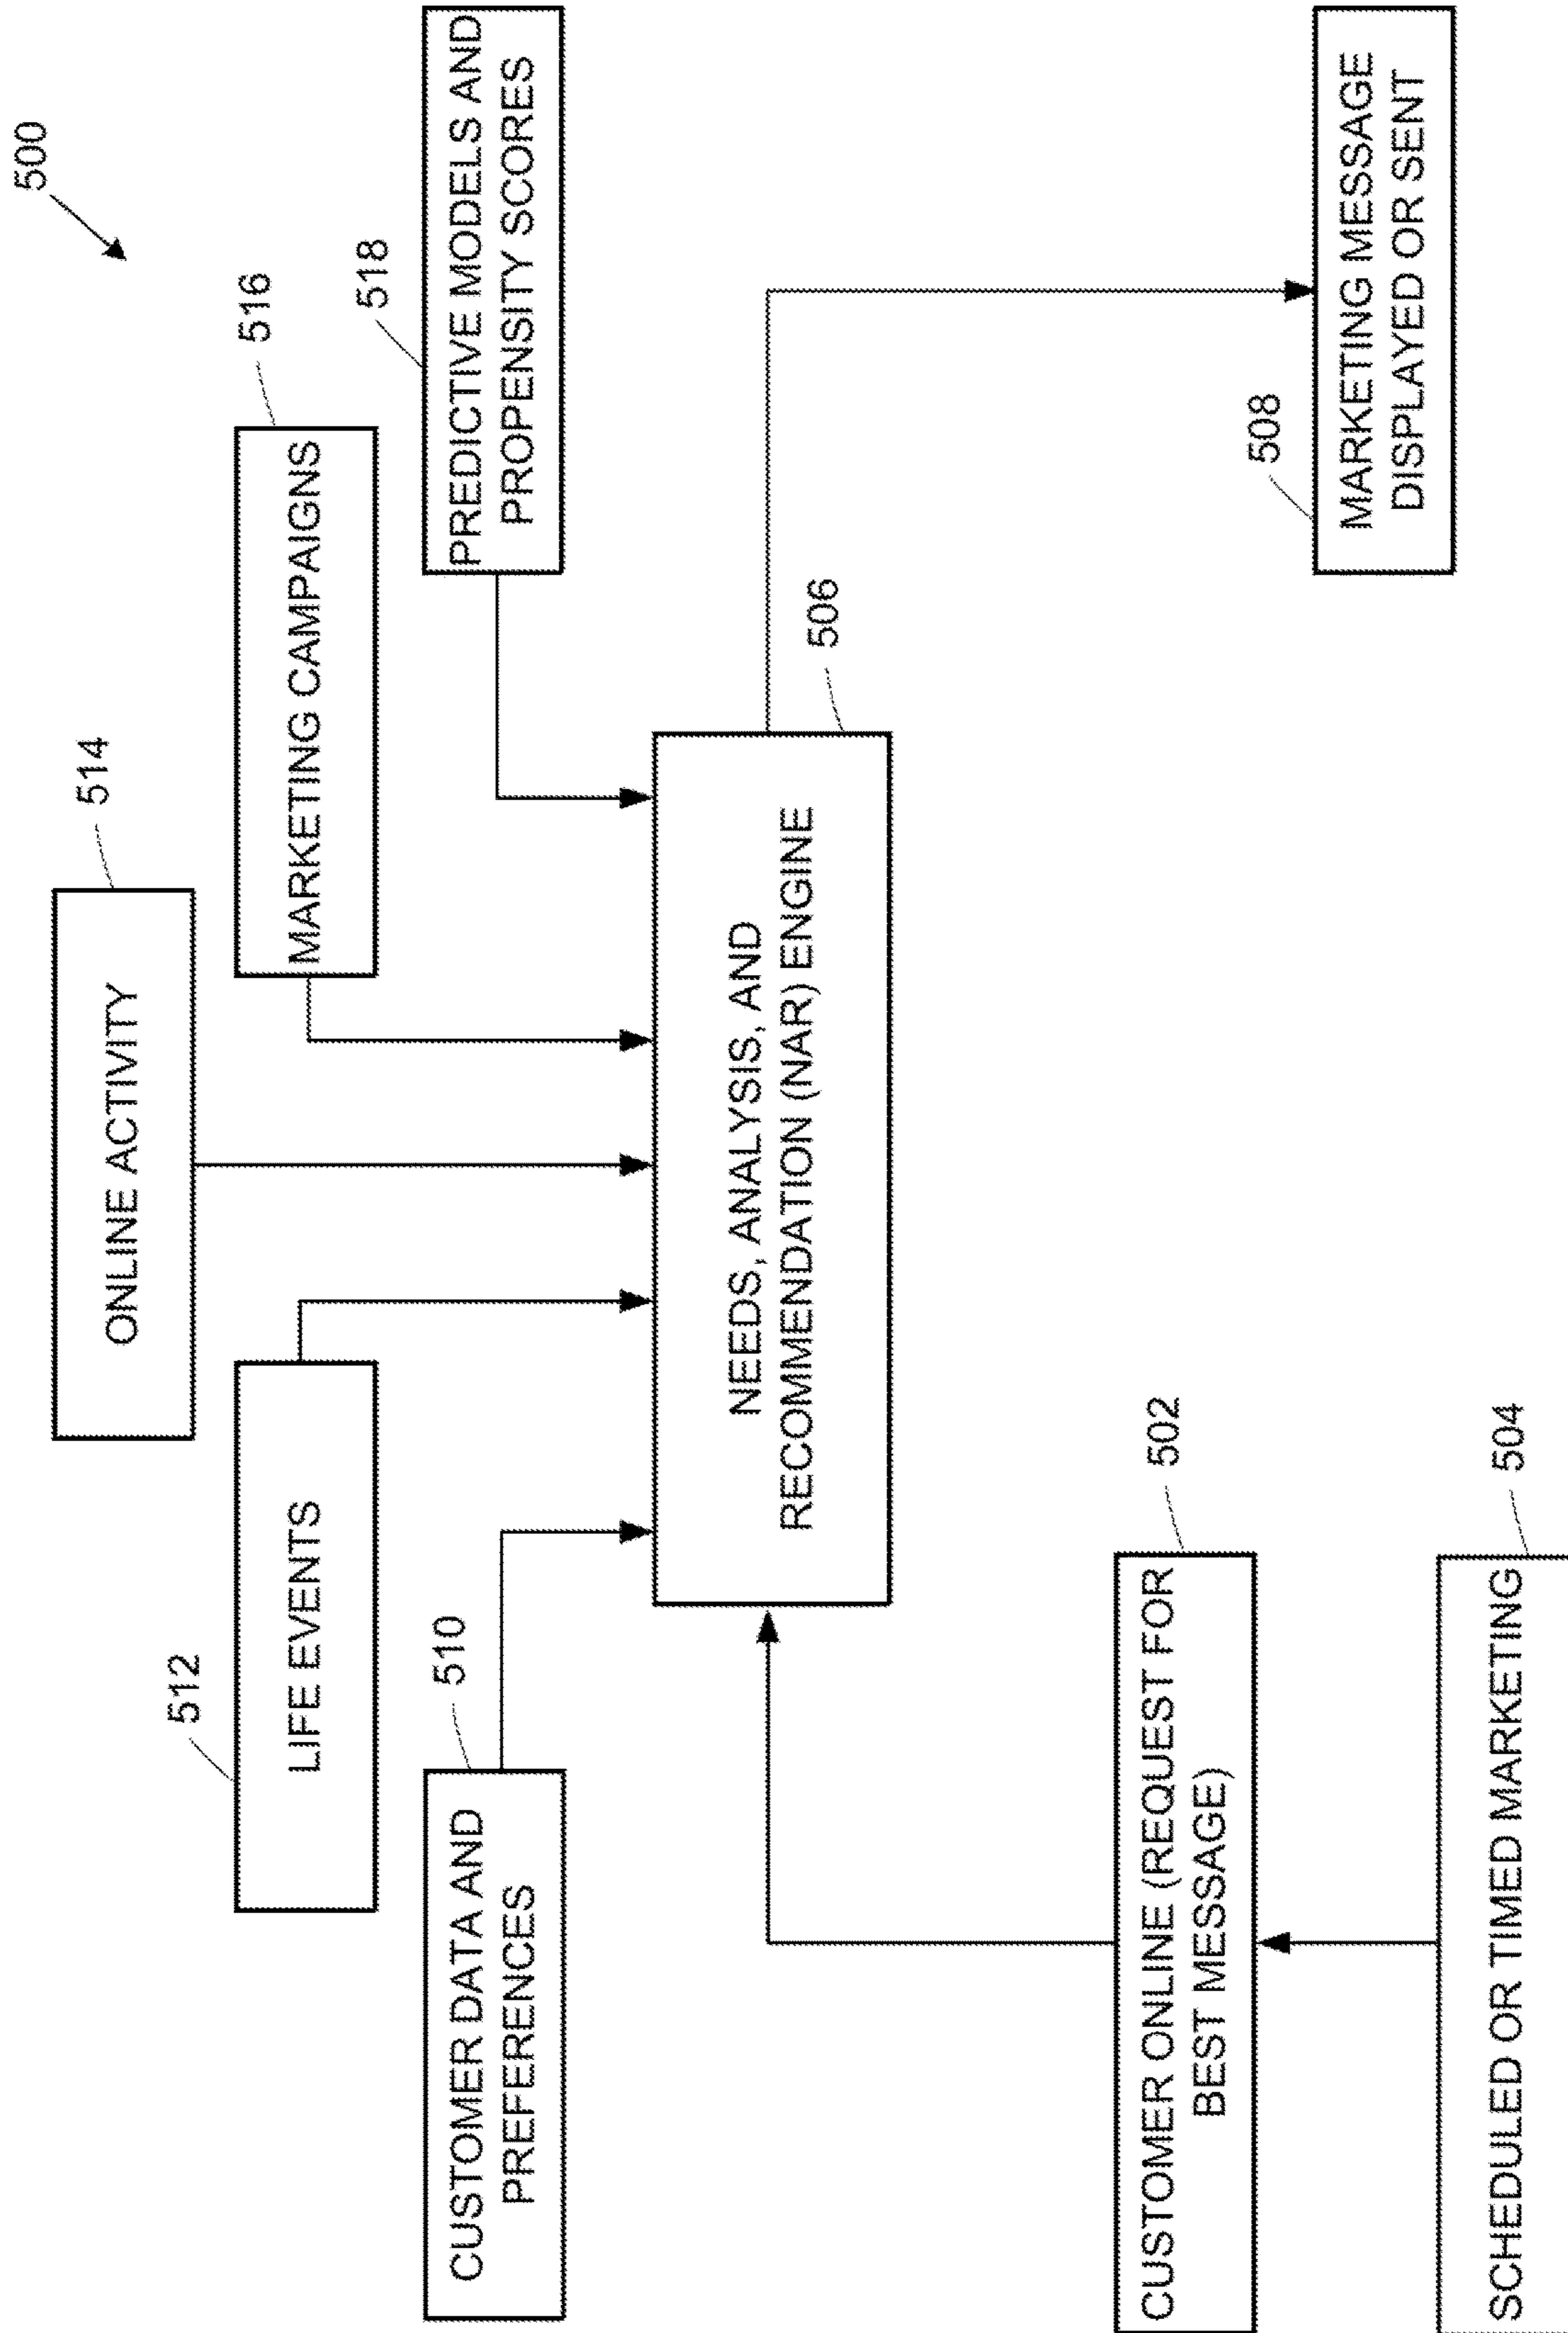 500
514
ONLINE ACTIVITY
512
LIFE EVENTS
516
MARKETING CAMPAIGNS
510
CUSTOMER DATA AND
PREFERENCES
518
PREDICTIVE MODELS AND
PROPENSITY SCORES
506
NEEDS, ANALYSIS, AND
RECOMMENDATION (NAR) ENGINE
502
CUSTOMER ONLINE (REQUEST FOR
BEST MESSAGE)
508
MARKETING MESSAGE
DISPLAYED OR SENT
504
SCHEDULED OR TIMED MARKETING